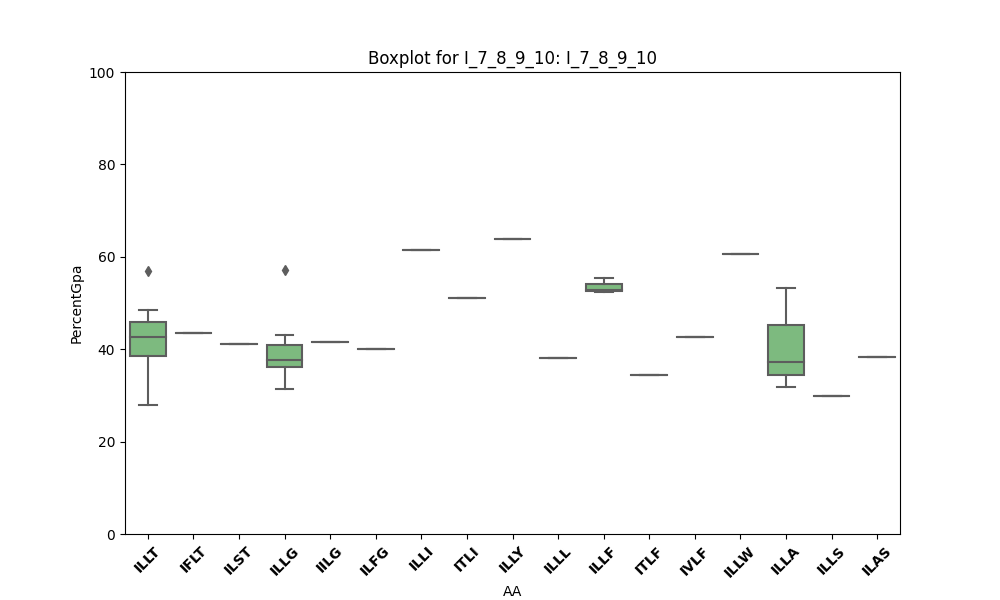 Boxplot for I_7_8_9_10: I_7_8_9_10
100
80
60
40
20
0
PercentGpa
ILLT IFLT ILST ILLG IILG ILFG ILLI ITLI ILLY ILLL ILLF ITLF IVLF ILLW ILLA ILLS ILAS
AA